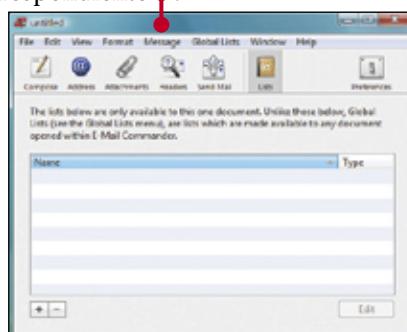 untitled
File Edit View Format Message Global Lists Window Help
Compose Address Attachments Headers Send Mail Lists Preferences
The lists below are only available to this one document. Unlike those below, Global
Lists (see the Global Lists menu), are lists which are made available to any document
opened within E-Mail Commander.
Name Type
+ - Edit